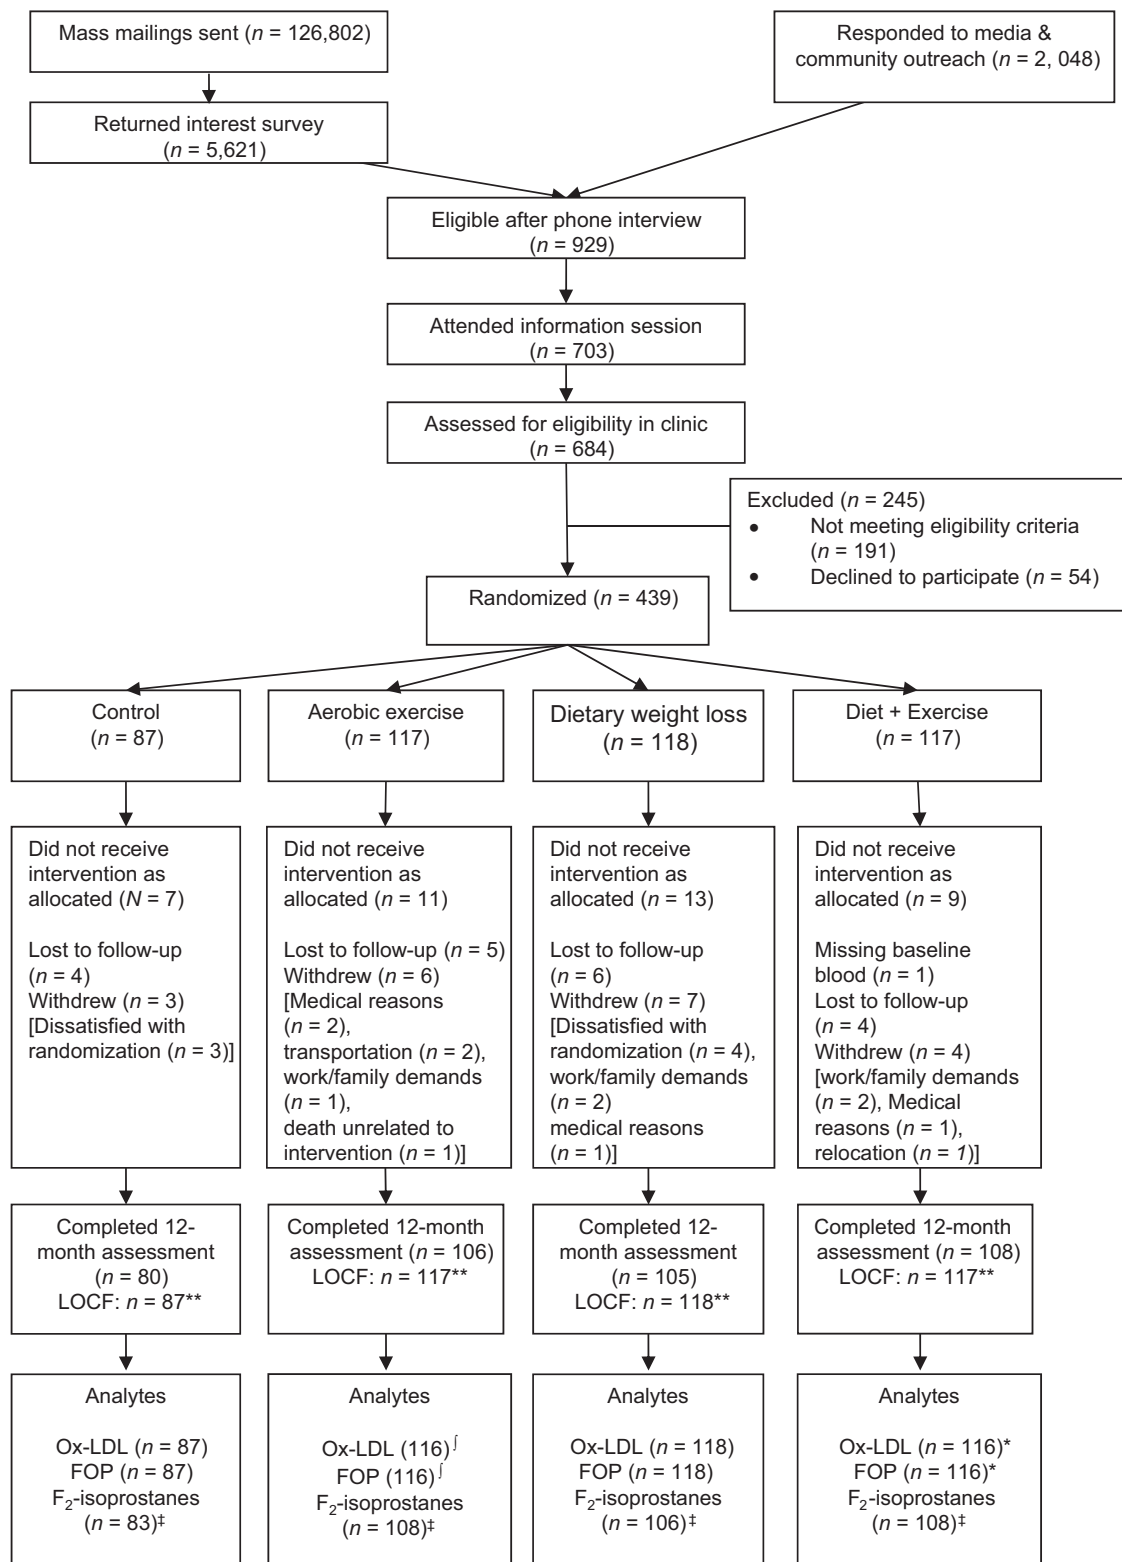 Mass mailings sent (n = 126,802)
Responded to media &
community outreach (n = 2, 048)
Returned interest survey
(n = 5,621)
Eligible after phone interview
(n = 929)
Attended information session
(n = 703)
Assessed for eligibility in clinic
(n = 684)
Excluded (n = 245)
• Not meeting eligibility criteria
(n = 191)
• Declined to participate (n = 54)
Randomized (n = 439)
Control
(n = 87)
Aerobic exercise
(n = 117)
Dietary weight loss
(n = 118)
Diet + Exercise
(n = 117)
Did not receive
intervention as
allocated (N = 7)
Lost to follow-up
(n = 4)
Withdrew (n = 3)
[Dissatisfied with
randomization (n = 3)]
Did not receive
intervention as
allocated (n = 11)
Lost to follow-up (n = 5)
Withdrew (n = 6)
[Medical reasons
(n = 2),
transportation (n = 2),
work/family demands
(n = 1),
death unrelated to
intervention (n = 1)]
Did not receive
intervention as
allocated (n = 13)
Lost to follow-up
(n = 6)
Withdrew (n = 7)
[Dissatisfied with
randomization (n = 4),
work/family demands
(n = 2)
medical reasons
(n = 1)]
Did not receive
intervention as
allocated (n = 9)
Missing baseline
blood (n = 1)
Lost to follow-up
(n = 4)
Withdrew (n = 4)
[work/family demands
(n = 2), Medical
reasons (n = 1),
relocation (n = 1)]
Completed 12-
month assessment
(n = 80)
LOCF: n = 87**
Completed 12-month
assessment (n = 106)
LOCF: n = 117**
Completed 12-
month assessment
(n = 105)
LOCF: n = 118**
Completed 12-month
assessment (n = 108)
LOCF: n = 117**
Analytes
Ox-LDL (n = 87)
FOP (n = 87)
F₂-isoprostanes
(n = 83)‡
Analytes
Ox-LDL (116)∫
FOP (116)∫
F₂-isoprostanes
(n = 108)‡
Analytes
Ox-LDL (n = 118)
FOP (n = 118)
F₂-isoprostanes
(n = 106)‡
Analytes
Ox-LDL (n = 116)*
FOP (n = 116)*
F₂-isoprostanes
(n = 108)‡